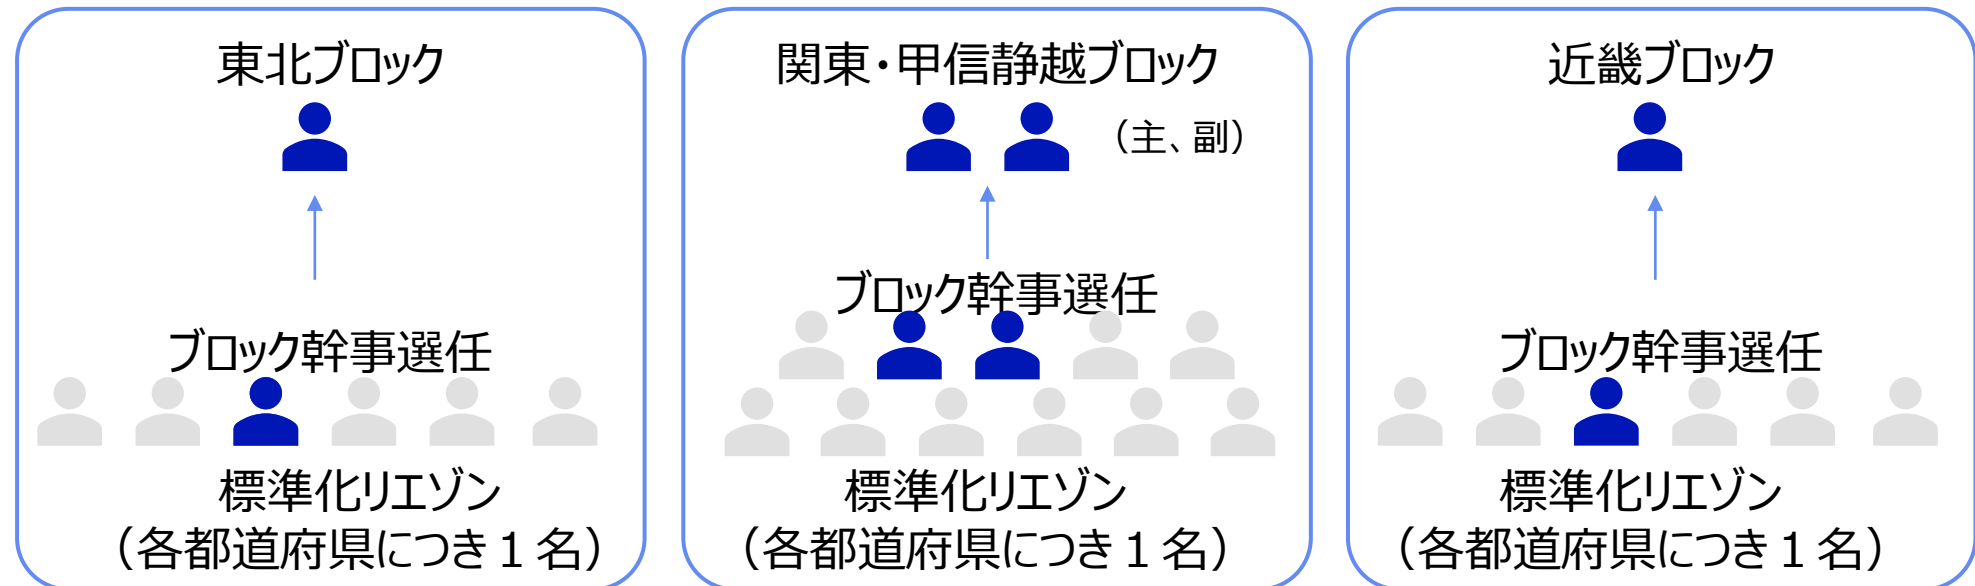 東北ブロック
ブロック幹事選任
標準化リエゾン
（各都道府県につき１名）
関東・甲信静越ブロック
（主、副）
ブロック幹事選任
標準化リエゾン
（各都道府県につき１名）
近畿ブロック
ブロック幹事選任
標準化リエゾン
（各都道府県につき１名）